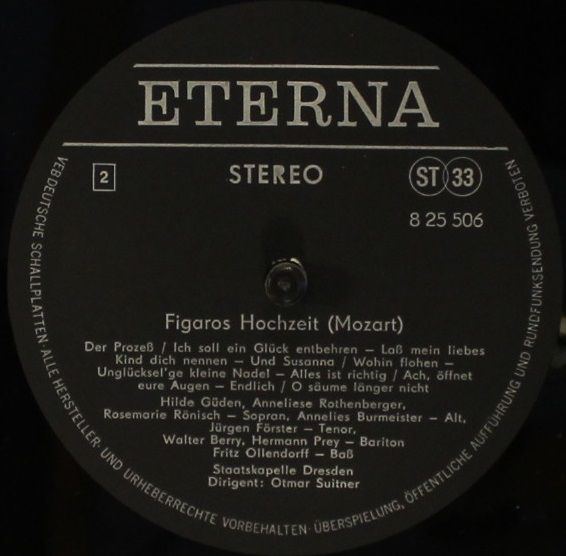 ETERNA
2
STEREO
ST 33
8 25 506
Figaros Hochzeit (Mozart)
Der Prozeß / Ich soll ein Glück entbehren – Laß mein liebes
Kind dich nennen – Und Susanna / Wohin flohen –
Unglücksel'ge kleine Nadel – Alles ist richtig / Ach, öffnet
eure Augen – Endlich / O säume länger nicht
Hilde Güden, Anneliese Rothenberger,
Rosemarie Rönisch – Sopran, Annelies Burmeister – Alt,
Jürgen Förster – Tenor,
Walter Berry, Hermann Prey – Bariton
Fritz Ollendorff – Baß
Staatskapelle Dresden
Dirigent: Otmar Suitner
VEB DEUTSCHE SCHALLPLATTEN · ALLE HERSTELLER- UND URHEBERRECHTE VORBEHALTEN · ÜBERSPIELUNG, ÖFFENTLICHE AUFFÜHRUNG UND RUNDFUNKSENDUNG VERBOTEN